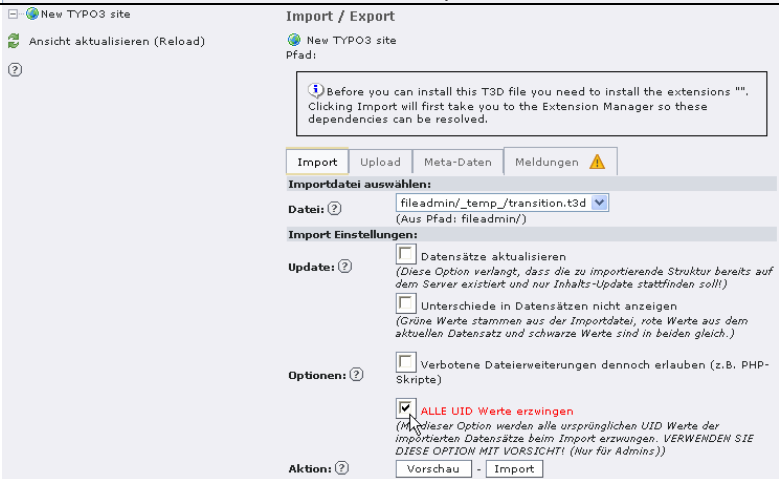 New TYPO3 site
Ansicht aktualisieren (Reload)
?
Import / Export
New TYPO3 site
Pfad:
Before you can install this T3D file you need to install the extensions "".
Clicking Import will first take you to the Extension Manager so these
dependencies can be resolved.
Import Upload Meta-Daten Meldungen
Importdatei auswählen:
Datei: ? fileadmin/_temp_/transition.t3d
(Aus Pfad: fileadmin/)
Import Einstellungen:
Update: ? Datensätze aktualisieren
(Diese Option verlangt, dass die zu importierende Struktur bereits auf
dem Server existiert und nur Inhalts-Update stattfinden soll!)
Unterschiede in Datensätzen nicht anzeigen
(Grüne Werte stammen aus der Importdatei, rote Werte aus dem
aktuellen Datensatz und schwarze Werte sind in beiden gleich.)
Optionen: ? Verbotene Dateierweiterungen dennoch erlauben (z.B. PHP-
Skripte)
ALLE UID Werte erzwingen
dieser Option werden alle ursprünglichen UID Werte der
importierten Datensätze beim Import erzwungen. VERWENDEN SIE
DIESE OPTION MIT VORSICHT! (Nur für Admins))
Aktion: ? Vorschau - Import